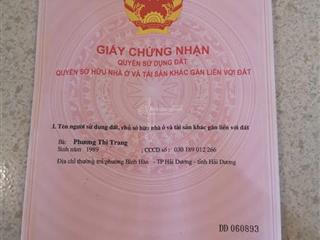 GIẤY CHỨNG NHẬN
QUYỀN SỬ DỤNG ĐẤT
QUYỀN SỞ HỮU NHÀ Ở VÀ TÀI SẢN KHÁC GẮN LIỀN VỚI ĐẤT
I. Tên người sử dụng đất, chủ sở hữu nhà ở và tài sản khác gắn liền với đất
Bà: Phương Thị Trang
Sinh năm: 1989 , CCCD số : 030 189 012 266
Địa chỉ thường trú phường Bình Hàn - TP Hải Dương - tỉnh Hải Dương
DD 060893